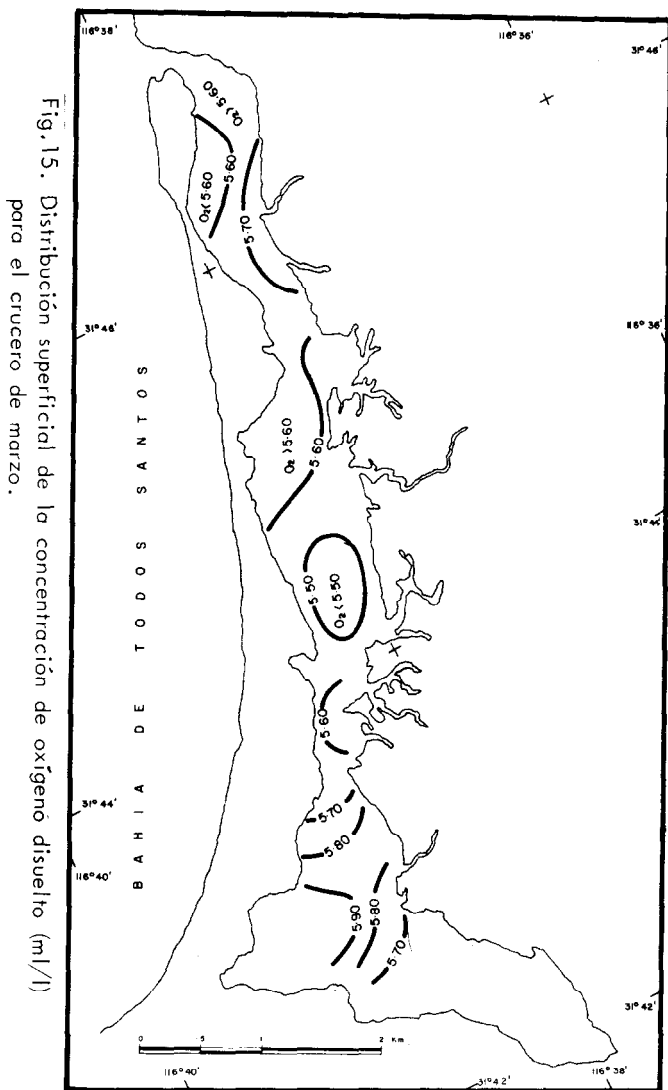 116° 38'
116° 36'
31° 46'
O₂ > 5·60
5·60
O₂ < 5·60
5·70
31° 46'
116° 36'
O₂ > 5·60
5·60
31° 44'
5·50
O₂ < 5·50
5·60
5·70
5·80
5·90
5·80
5·70
31° 44'
116° 40'
31° 42'
BAHIA DE TODOS SANTOS
0 ·5 1 2 Km
116° 40'
31° 42'
116° 38'
Fig.15. Distribución superficial de la concentración de oxígeno disuelto (ml/l)
para el crucero de marzo.